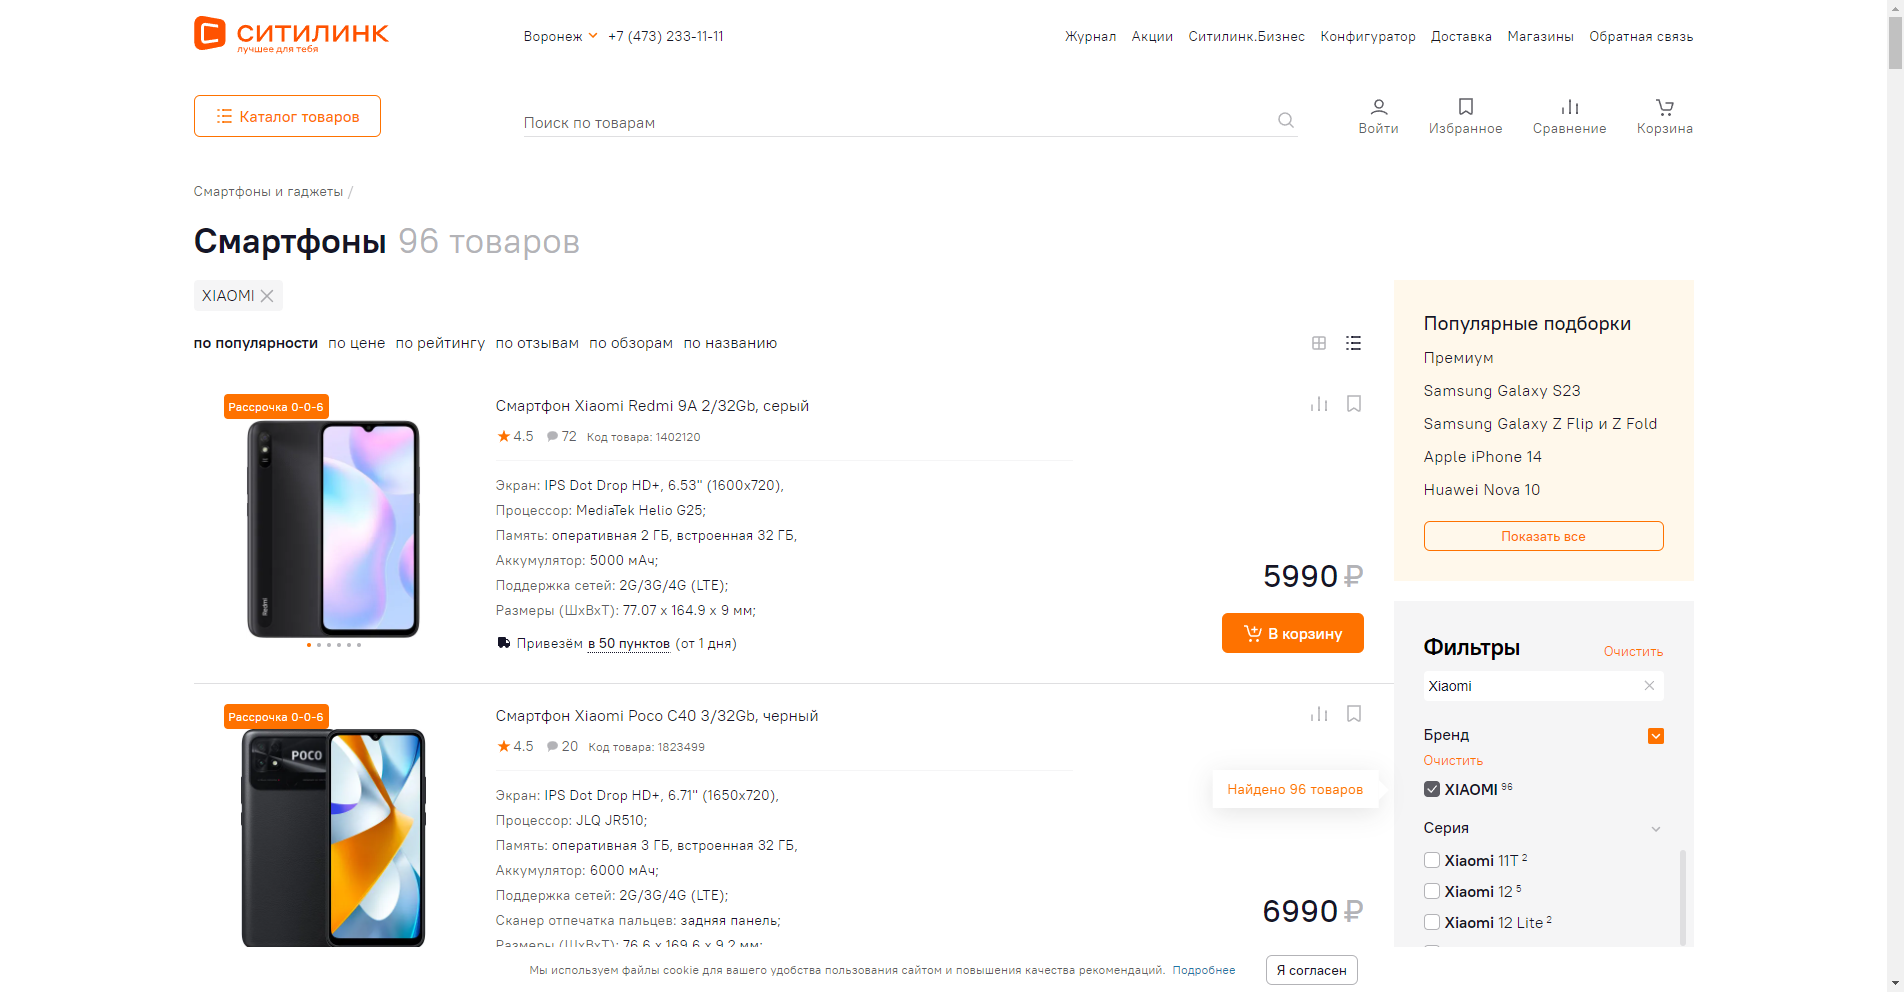 СИТИЛИНК
лучшее для тебя
Воронеж +7 (473) 233-11-11
Журнал Акции Ситилинк.Бизнес Конфигуратор Доставка Магазины Обратная связь
Каталог товаров
Поиск по товарам
Войти Избранное Сравнение Корзина
Смартфоны и гаджеты /
Смартфоны 96 товаров
XIAOMI
по популярности по цене по рейтингу по отзывам по обзорам по названию
Рассрочка 0-0-6
Redmi
Смартфон Xiaomi Redmi 9A 2/32Gb, серый
4.5 72 Код товара: 1402120
Экран: IPS Dot Drop HD+, 6.53" (1600x720),
Процессор: MediaTek Helio G25;
Память: оперативная 2 ГБ, встроенная 32 ГБ,
Аккумулятор: 5000 мАч;
Поддержка сетей: 2G/3G/4G (LTE);
Размеры (ШхВхТ): 77.07 x 164.9 x 9 мм;
Привезём в 50 пунктов (от 1 дня)
5990 ₽
В корзину
Рассрочка 0-0-6
POCO
Смартфон Xiaomi Poco C40 3/32Gb, черный
4.5 20 Код товара: 1823499
Экран: IPS Dot Drop HD+, 6.71" (1650x720),
Процессор: JLQ JR510;
Память: оперативная 3 ГБ, встроенная 32 ГБ,
Аккумулятор: 6000 мАч;
Поддержка сетей: 2G/3G/4G (LTE);
Сканер отпечатка пальцев: задняя панель;
Размеры (ШхВхТ): 76.6 x 169.6 x 9.2 мм;
6990 ₽
Популярные подборки
Премиум
Samsung Galaxy S23
Samsung Galaxy Z Flip и Z Fold
Apple iPhone 14
Huawei Nova 10
Показать все
Фильтры Очистить
Xiaomi
Бренд
Очистить
XIAOMI 96
Найдено 96 товаров
Серия
Xiaomi 11T 2
Xiaomi 12 5
Xiaomi 12 Lite 2
Мы используем файлы cookie для вашего удобства пользования сайтом и повышения качества рекомендаций. Подробнее
Я согласен